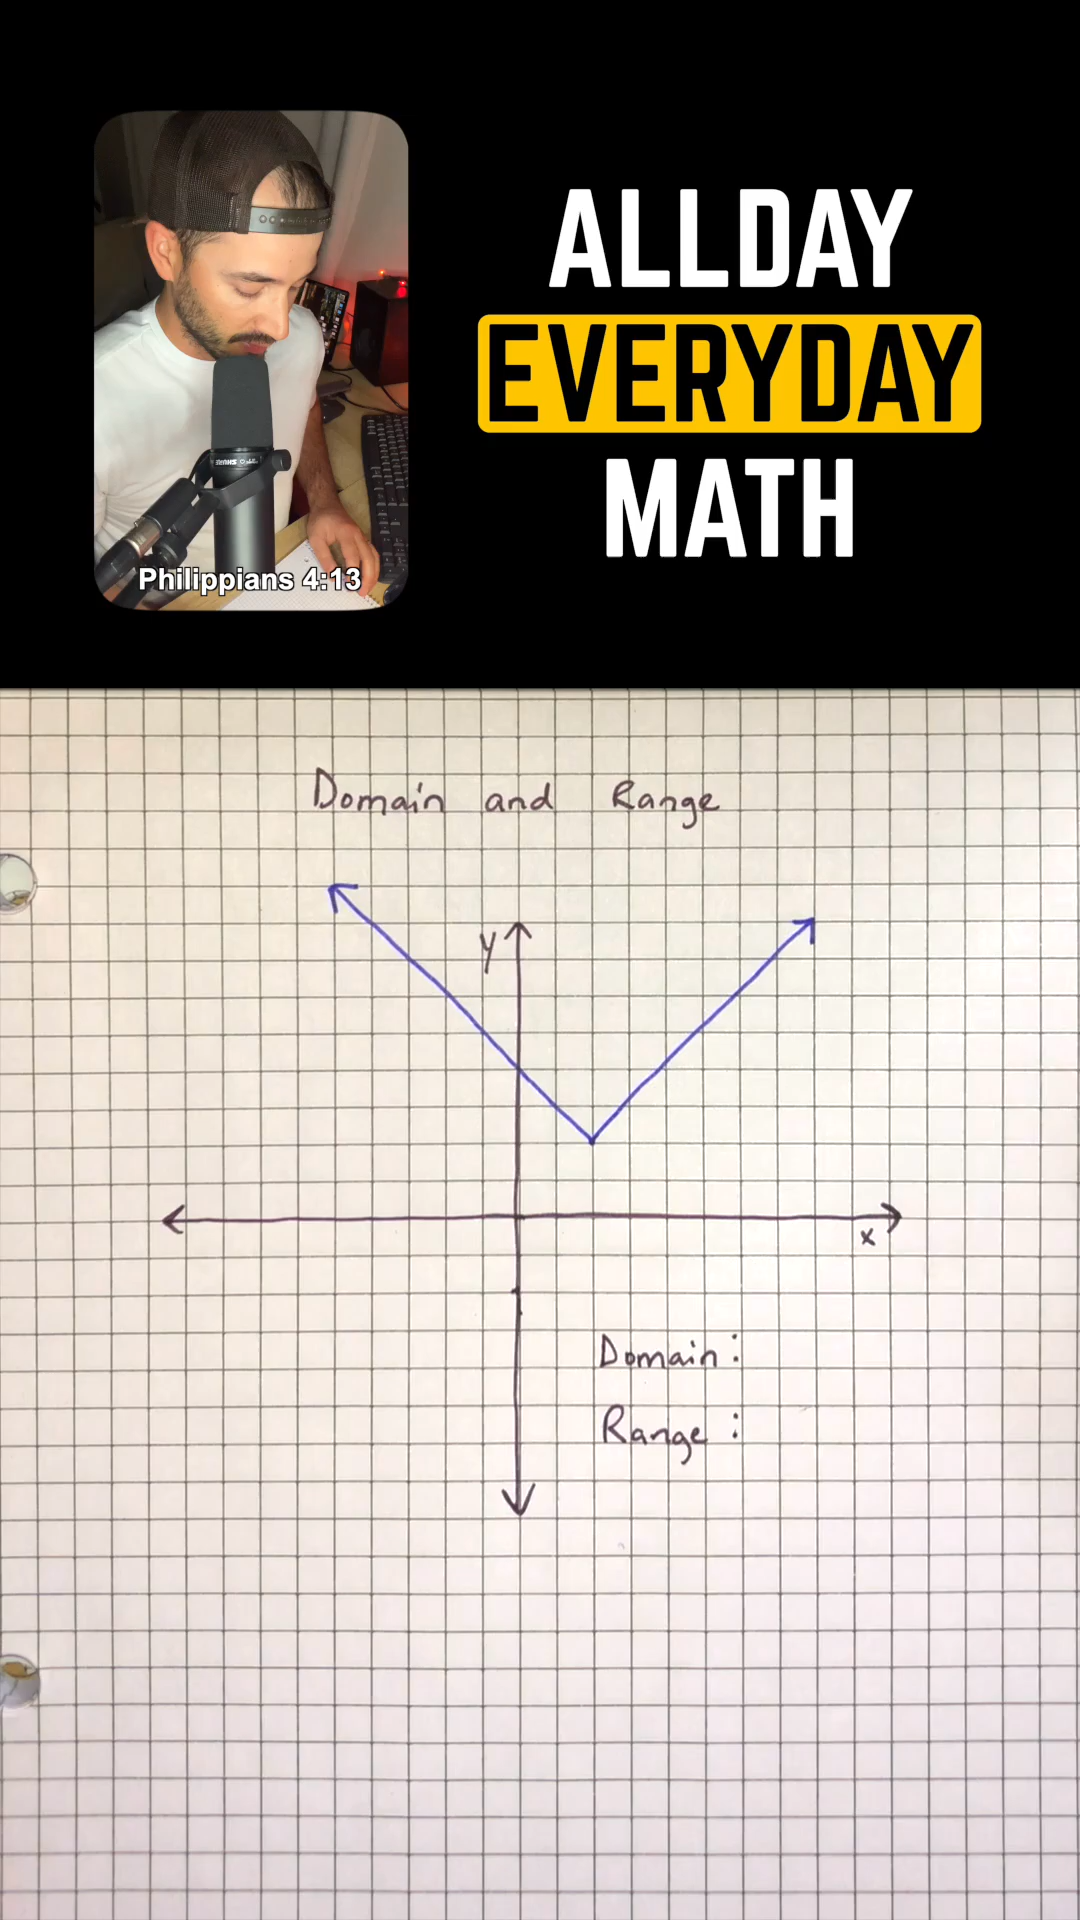 ALLDAY
EVERYDAY
MATH
Philippians 4:13
Domain and Range
y
x
Domain:
Range: